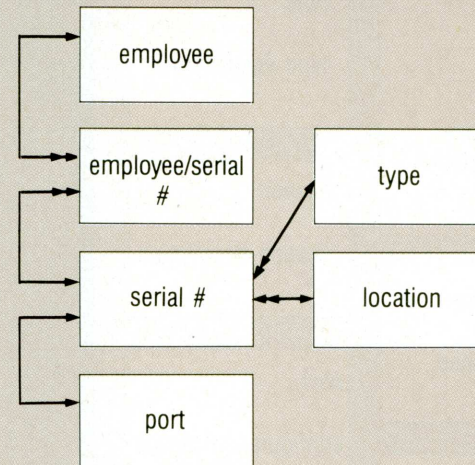 employee
employee/serial
#
type
serial #
location
port